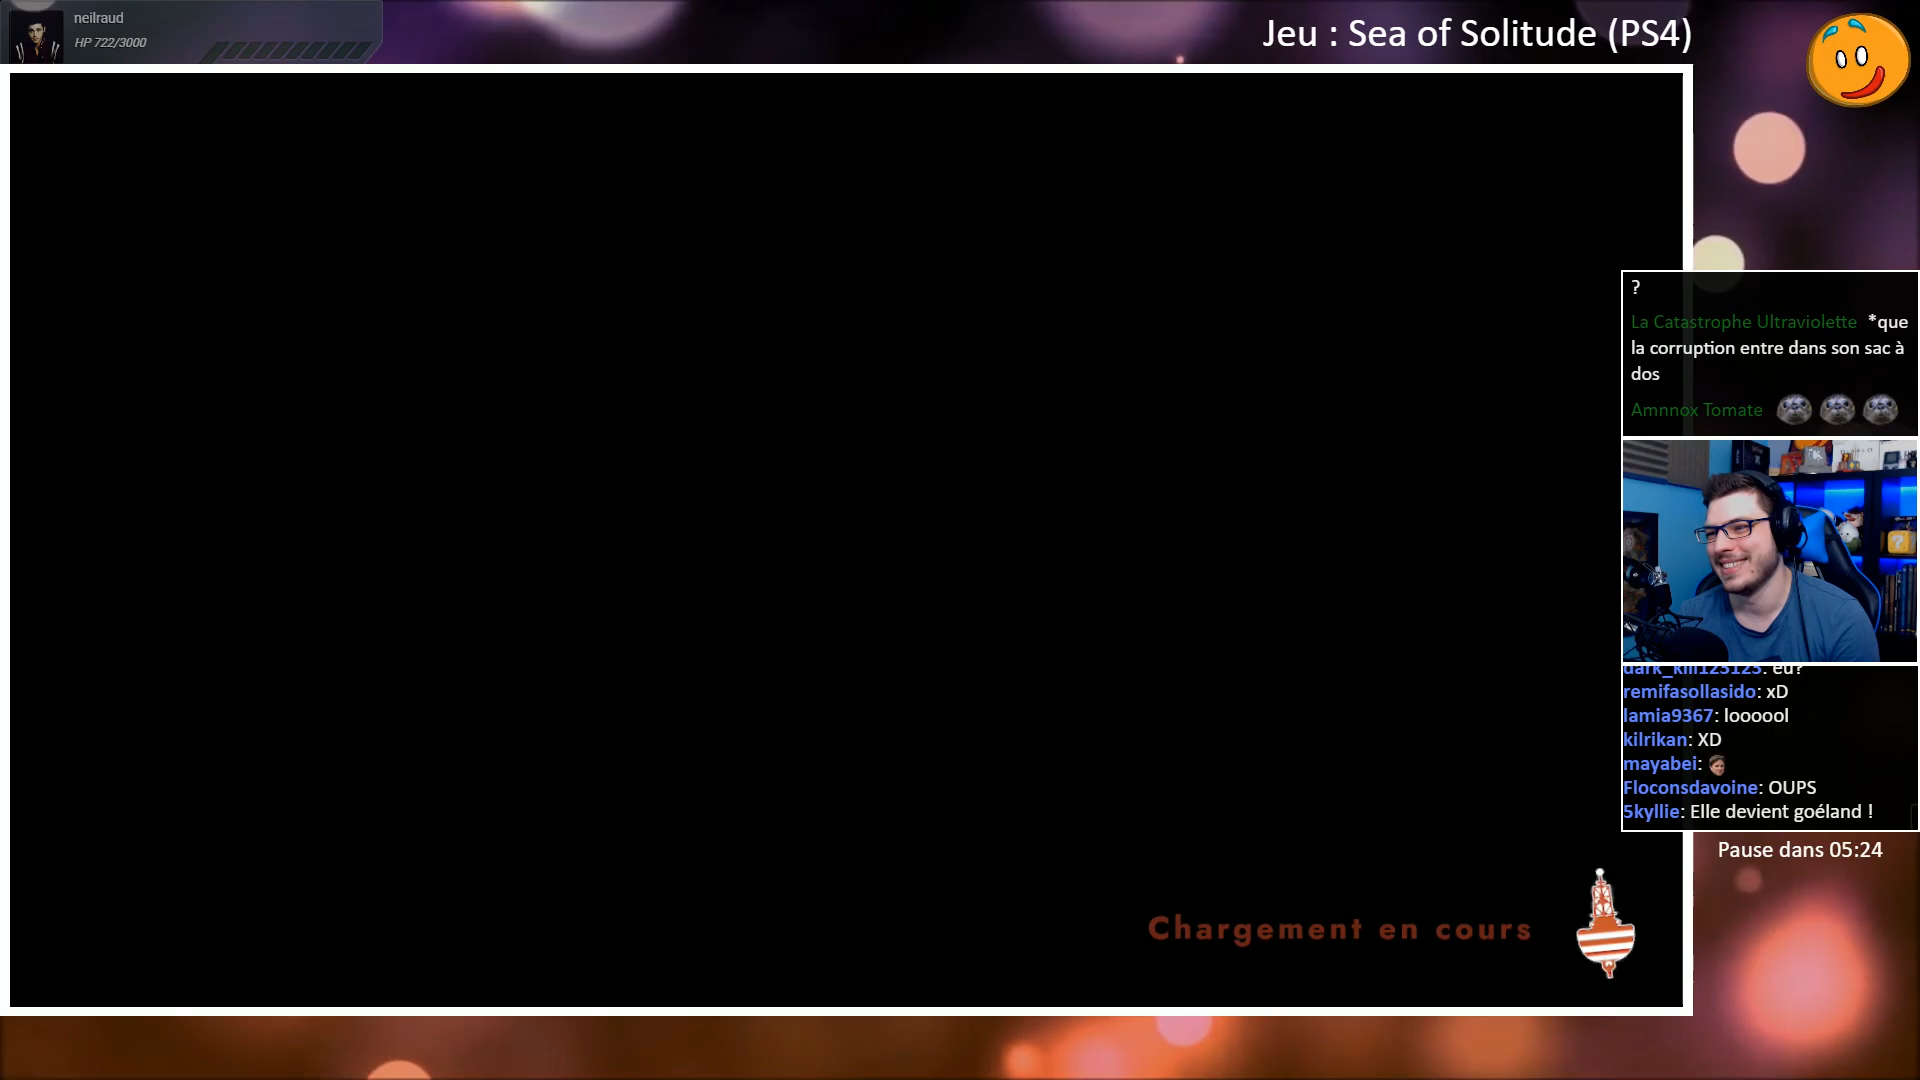 neilraud
HP 722/3000
Jeu : Sea of Solitude (PS4)
?
La Catastrophe Ultraviolette *que
la corruption entre dans son sac à
dos
Amnnox Tomate
dark_kill123123: eu?
remifasollasido: xD
lamia9367: loooool
kilrikan: XD
mayabei:
Floconsdavoine: OUPS
5kyllie: Elle devient goéland !
Pause dans 05:24
Chargement en cours